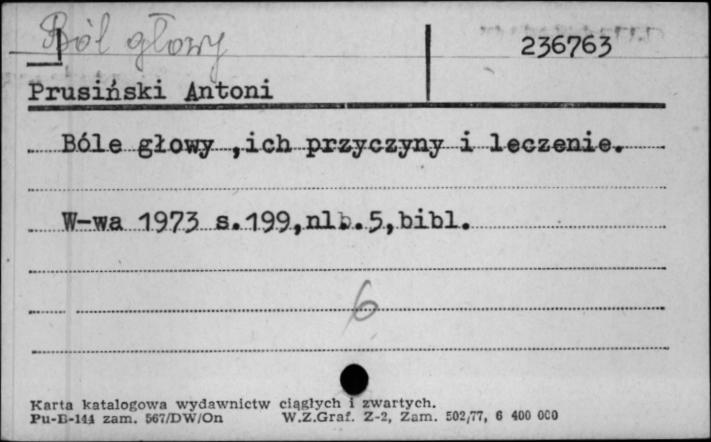 Ból głowy
236763
Prusiński Antoni
Bóle głowy ,ich przyczyny i leczenie.
W-wa 1973 s.199,nlb.5,bibl.
6
Karta katalogowa wydawnictw ciągłych i zwartych.
Pu-B-144 zam. 567/DW/On W.Z.Graf. Z-2, Zam. 502,77, 6 400 000